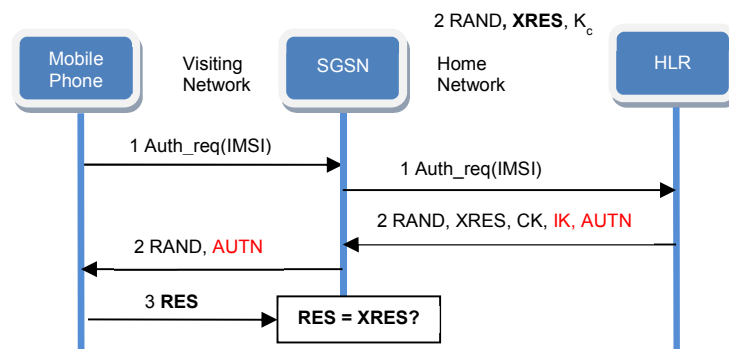 2 RAND, XRES, Kc
Mobile
Phone
Visiting
Network
SGSN
Home
Network
HLR
1 Auth_req(IMSI)
1 Auth_req(IMSI)
2 RAND, XRES, CK, IK, AUTN
2 RAND, AUTN
3 RES
RES = XRES?